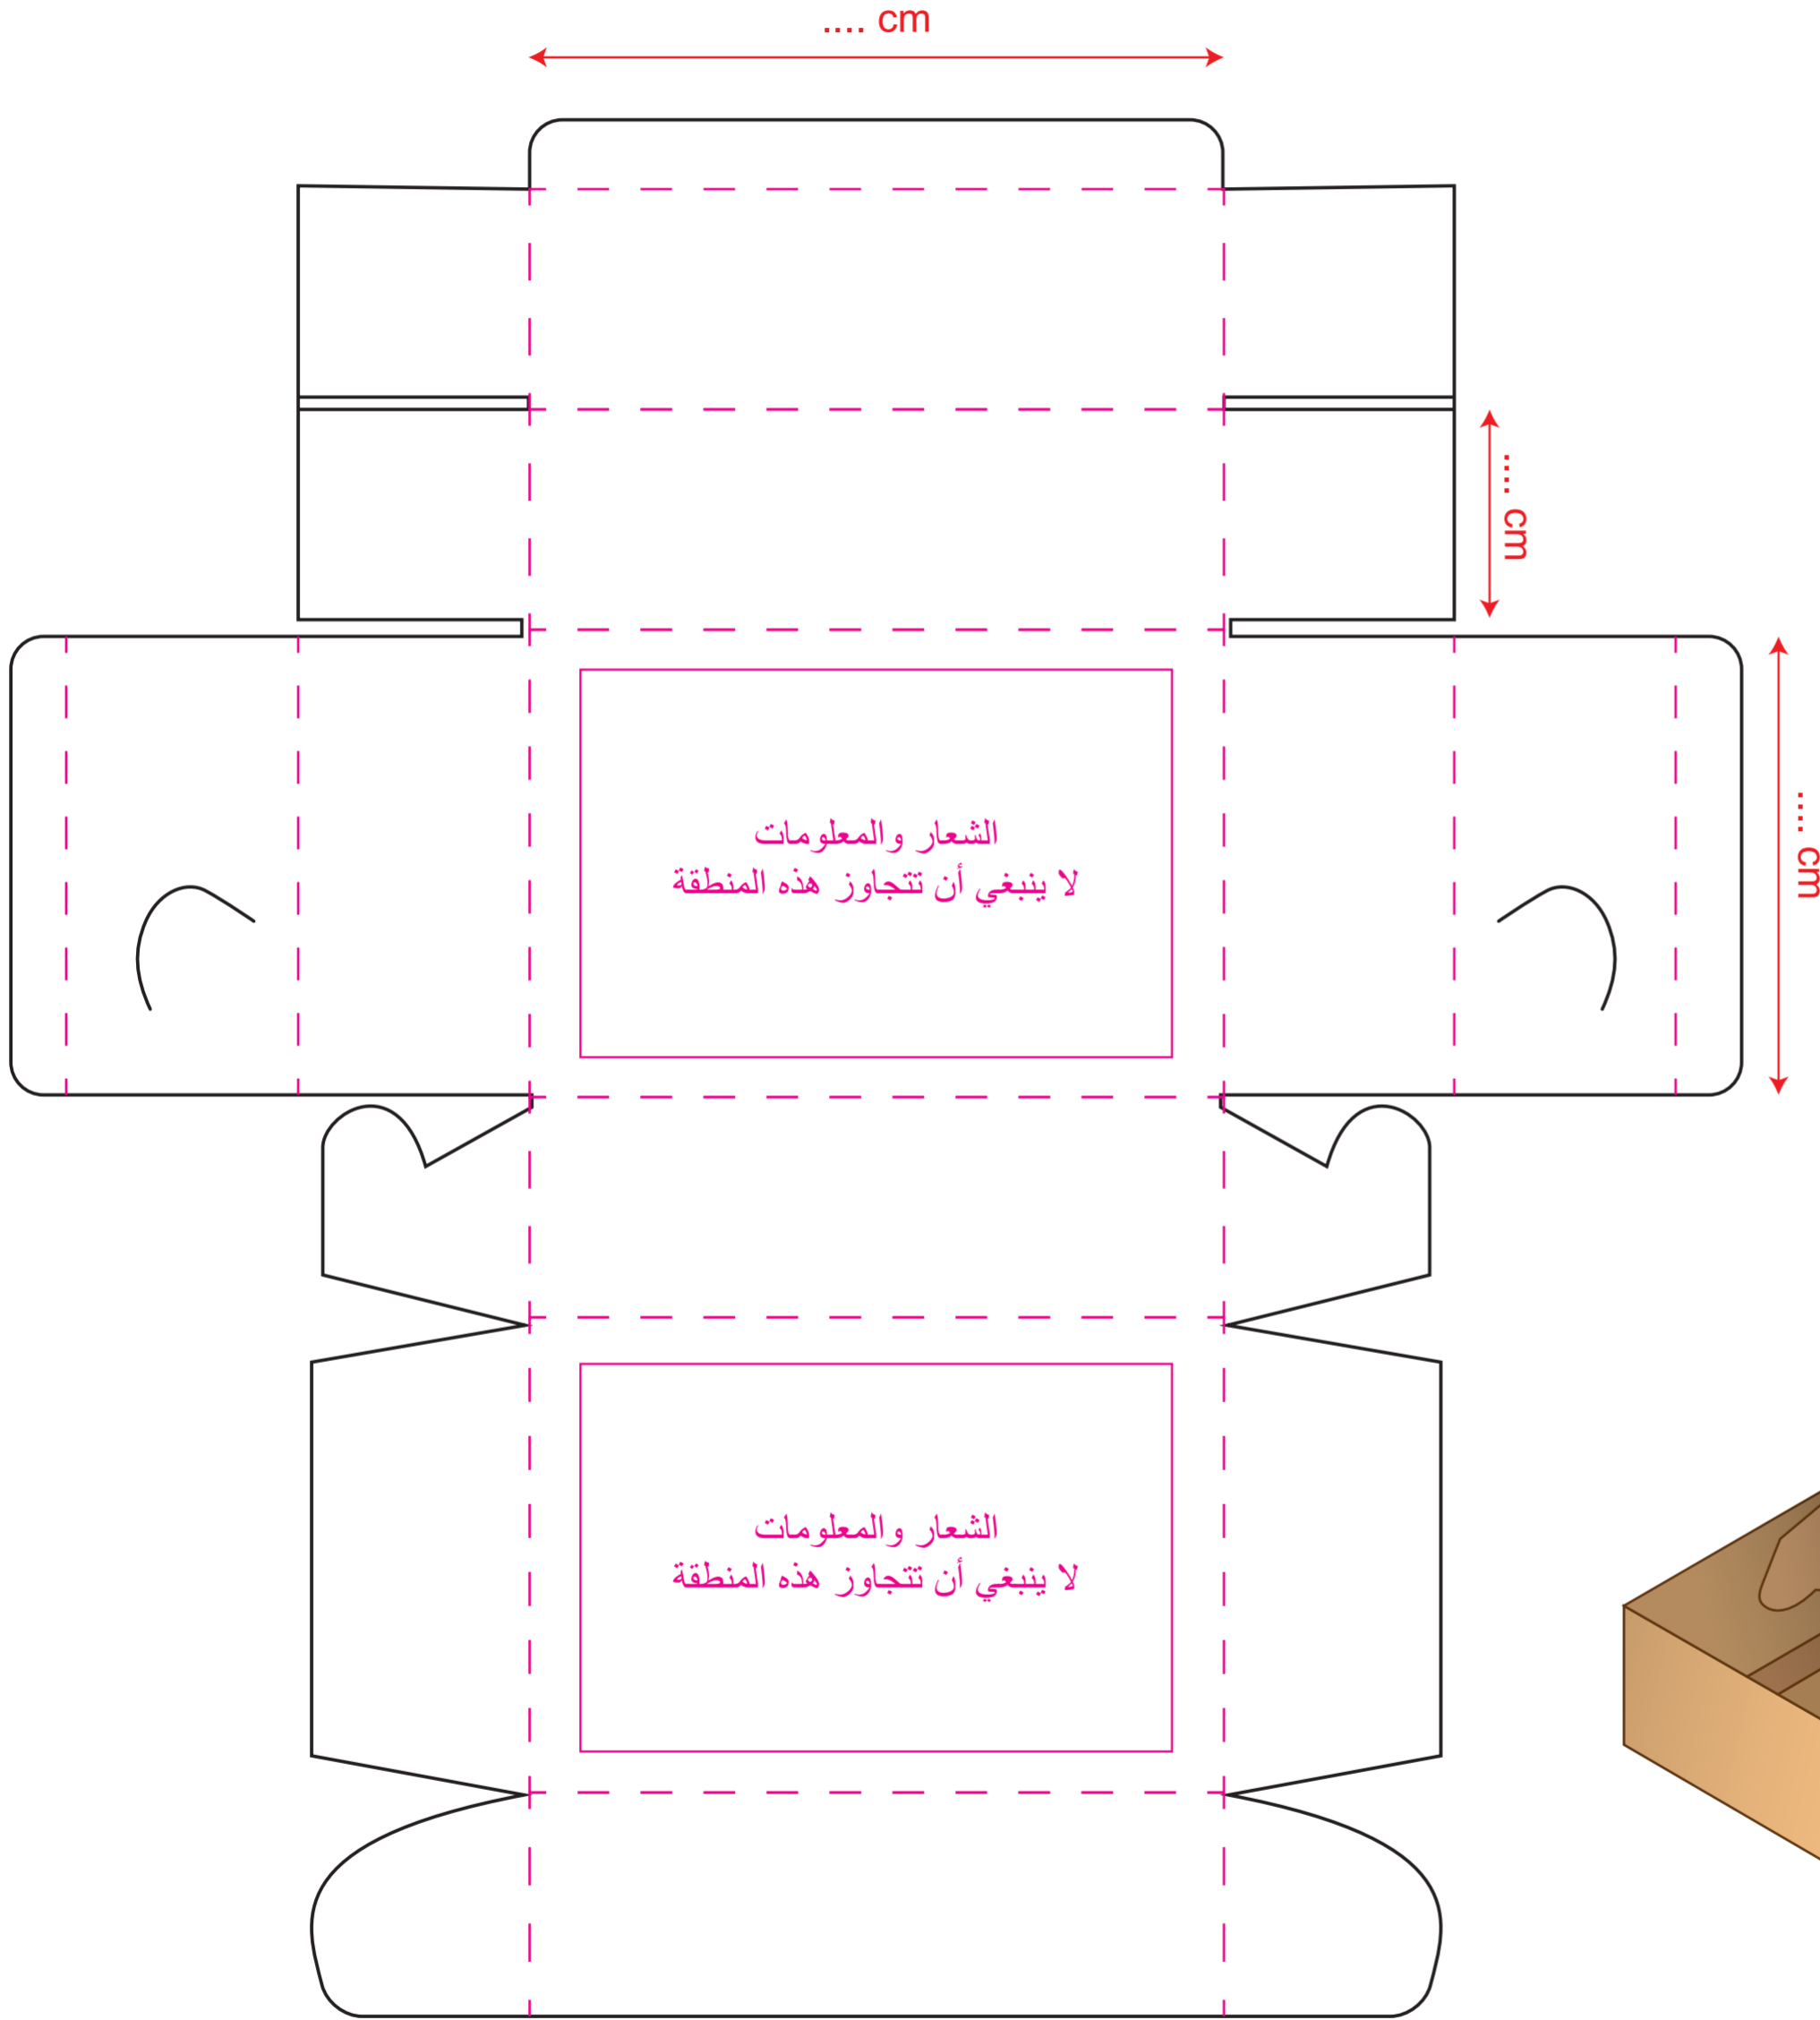 .... cm
.... cm
.... cm
الشعار والمعلومات
لا ينبغي أن تتجاوز هذه المنطقة
الشعار والمعلومات
لا ينبغي أن تتجاوز هذه المنطقة